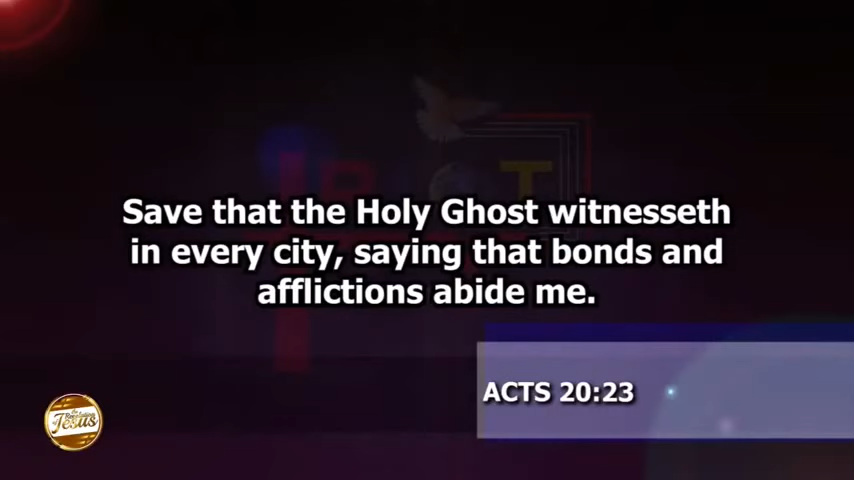 Save that the Holy Ghost witnesseth
in every city, saying that bonds and
afflictions abide me.
ACTS 20:23
Jesus